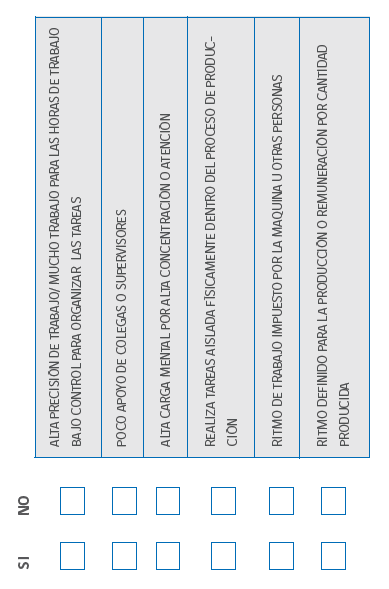 SI NO
ALTA PRECISIÓN DE TRABAJO/ MUCHO TRABAJO PARA LAS HORAS DE TRABAJO
BAJO CONTROL PARA ORGANIZAR LAS TAREAS
POCO APOYO DE COLEGAS O SUPERVISORES
ALTA CARGA MENTAL POR ALTA CONCENTRACIÓN O ATENCIÓN
REALIZA TAREAS AISLADA FÍSICAMENTE DENTRO DEL PROCESO DE PRODUC-
CIÓN
RITMO DE TRABAJO IMPUESTO POR LA MAQUINA U OTRAS PERSONAS
RITMO DEFINIDO PARA LA PRODUCCIÓN O REMUNERACIÓN POR CANTIDAD
PRODUCIDA